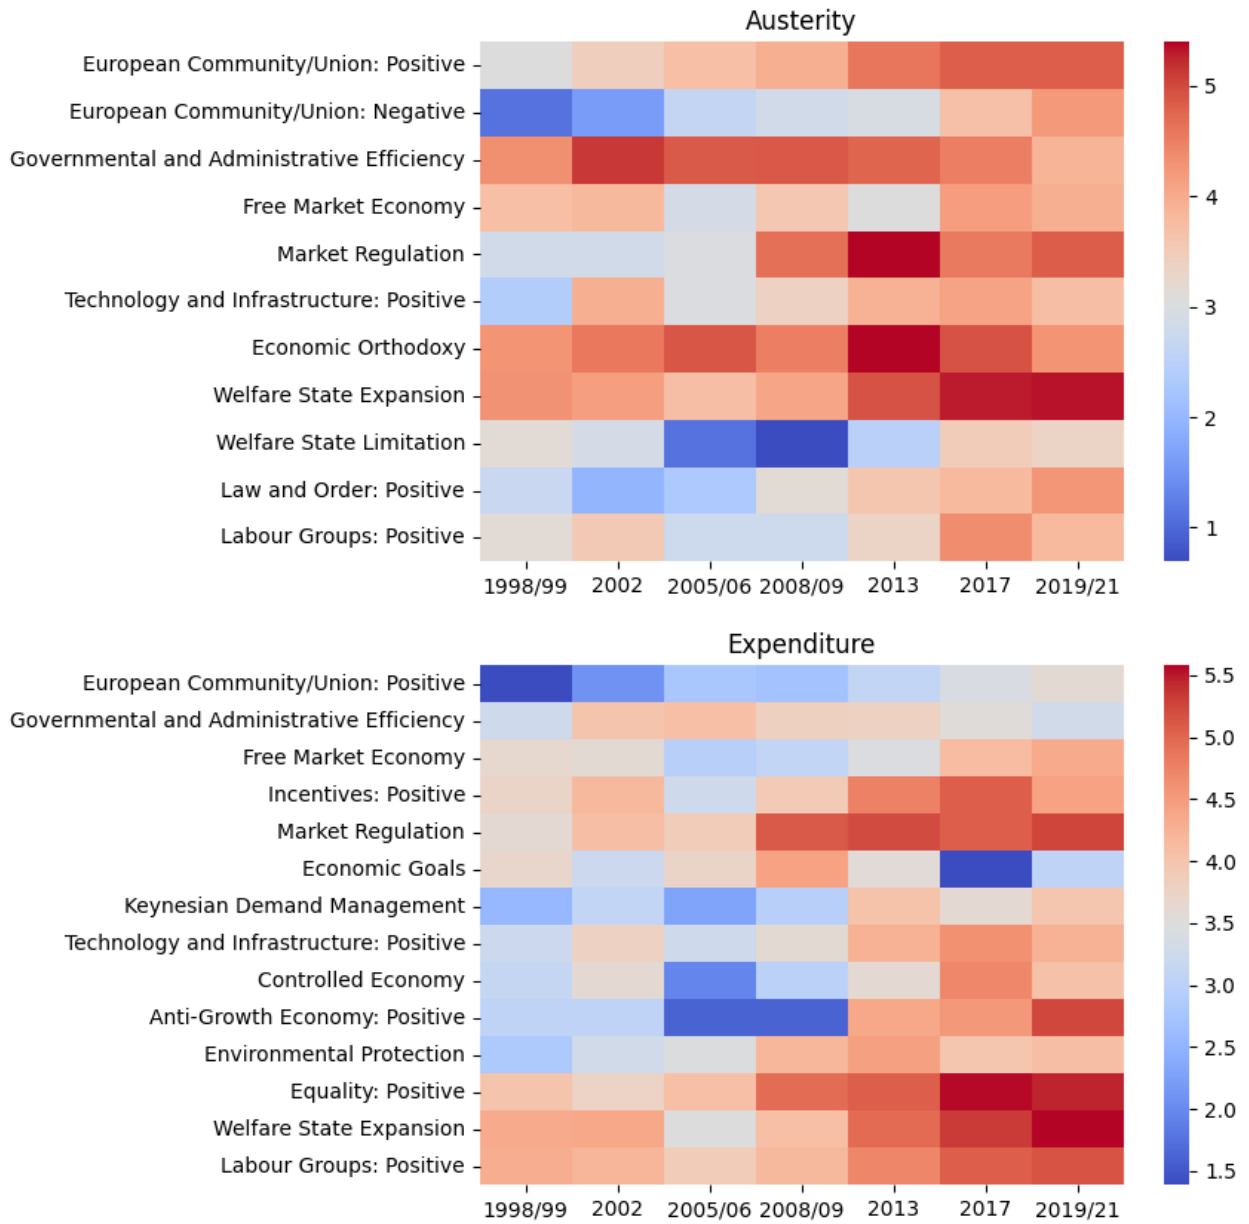 Austerity
European Community/Union: Positive
European Community/Union: Negative
Governmental and Administrative Efficiency
Free Market Economy
Market Regulation
Technology and Infrastructure: Positive
Economic Orthodoxy
Welfare State Expansion
Welfare State Limitation
Law and Order: Positive
Labour Groups: Positive
1998/99 2002 2005/06 2008/09 2013 2017 2019/21
5
4
3
2
1
Expenditure
European Community/Union: Positive
Governmental and Administrative Efficiency
Free Market Economy
Incentives: Positive
Market Regulation
Economic Goals
Keynesian Demand Management
Technology and Infrastructure: Positive
Controlled Economy
Anti-Growth Economy: Positive
Environmental Protection
Equality: Positive
Welfare State Expansion
Labour Groups: Positive
1998/99 2002 2005/06 2008/09 2013 2017 2019/21
5.5
5.0
4.5
4.0
3.5
3.0
2.5
2.0
1.5